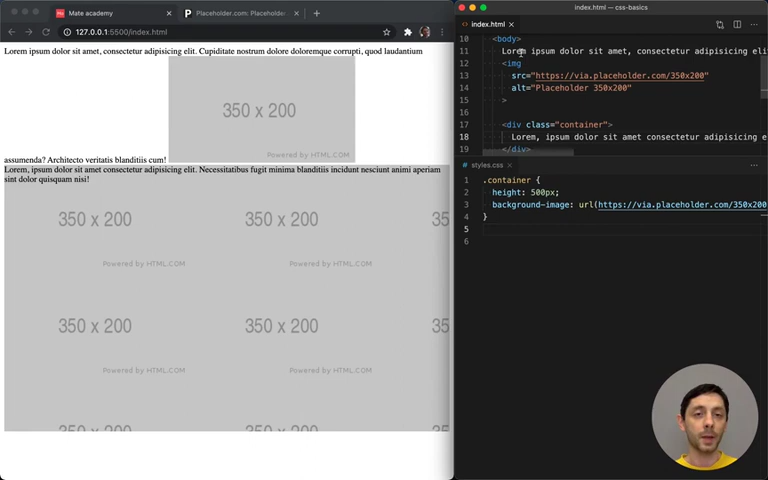 Mate academy
Placeholder.com: Placeholder
127.0.0.1:5500/index.html
Lorem ipsum dolor sit amet, consectetur adipisicing elit. Cupiditate nostrum dolore doloremque corrupti, quod laudantium
350 x 200
Powered by HTML.COM
assumenda? Architecto veritatis blanditiis cum!
Lorem, ipsum dolor sit amet consectetur adipisicing elit. Necessitatibus fugit minima blanditiis incidunt nesciunt animi aperiam
sint dolor quisquam nisi!
350 x 200
350 x 200
35
Powered by HTML.COM
Powered by HTML.COM
350 x 200
350 x 200
35
Powered by HTML.COM
Powered by HTML.COM
350 x 200
350 x 200
35
index.html — css-basics
index.html
10 <body>
11 Lorem ipsum dolor sit amet, consectetur adipisicing eli
12 <img
13 src="https://via.placeholder.com/350x200"
14 alt="Placeholder 350x200"
15 >
16
17 <div class="container">
18 Lorem, ipsum dolor sit amet consectetur adipisicing e
19 </div>
styles.css
1 .container {
2 height: 500px;
3 background-image: url(https://via.placeholder.com/350x200
4 }
5
6